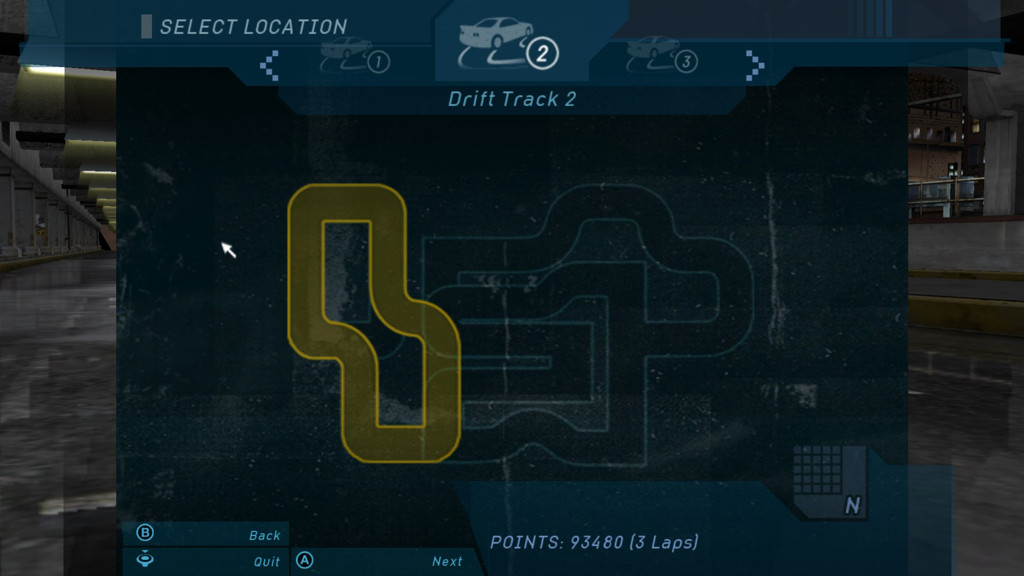 SELECT LOCATION
1
2
3
Drift Track 2
N
POINTS: 93480 (3 Laps)
B Back
Quit
A Next